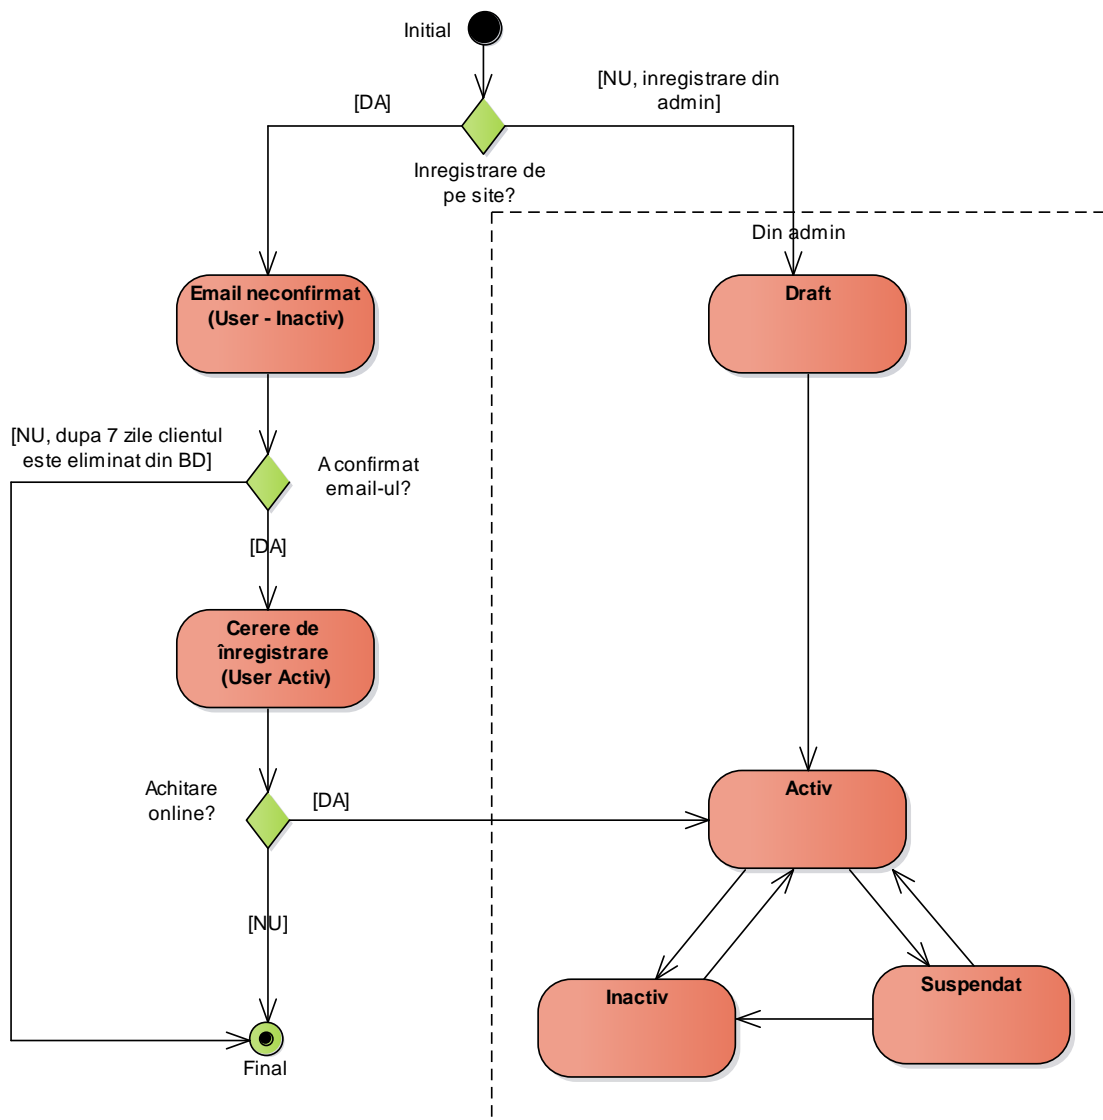 Initial
[NU, inregistrare din
admin]
[DA]
Inregistrare de
pe site?
Din admin
Email neconfirmat
(User - Inactiv)
Draft
[NU, dupa 7 zile clientul
este eliminat din BD]
A confirmat
email-ul?
[DA]
Cerere de
înregistrare
(User Activ)
Achitare
online?
[DA]
Activ
[NU]
Inactiv
Suspendat
Final